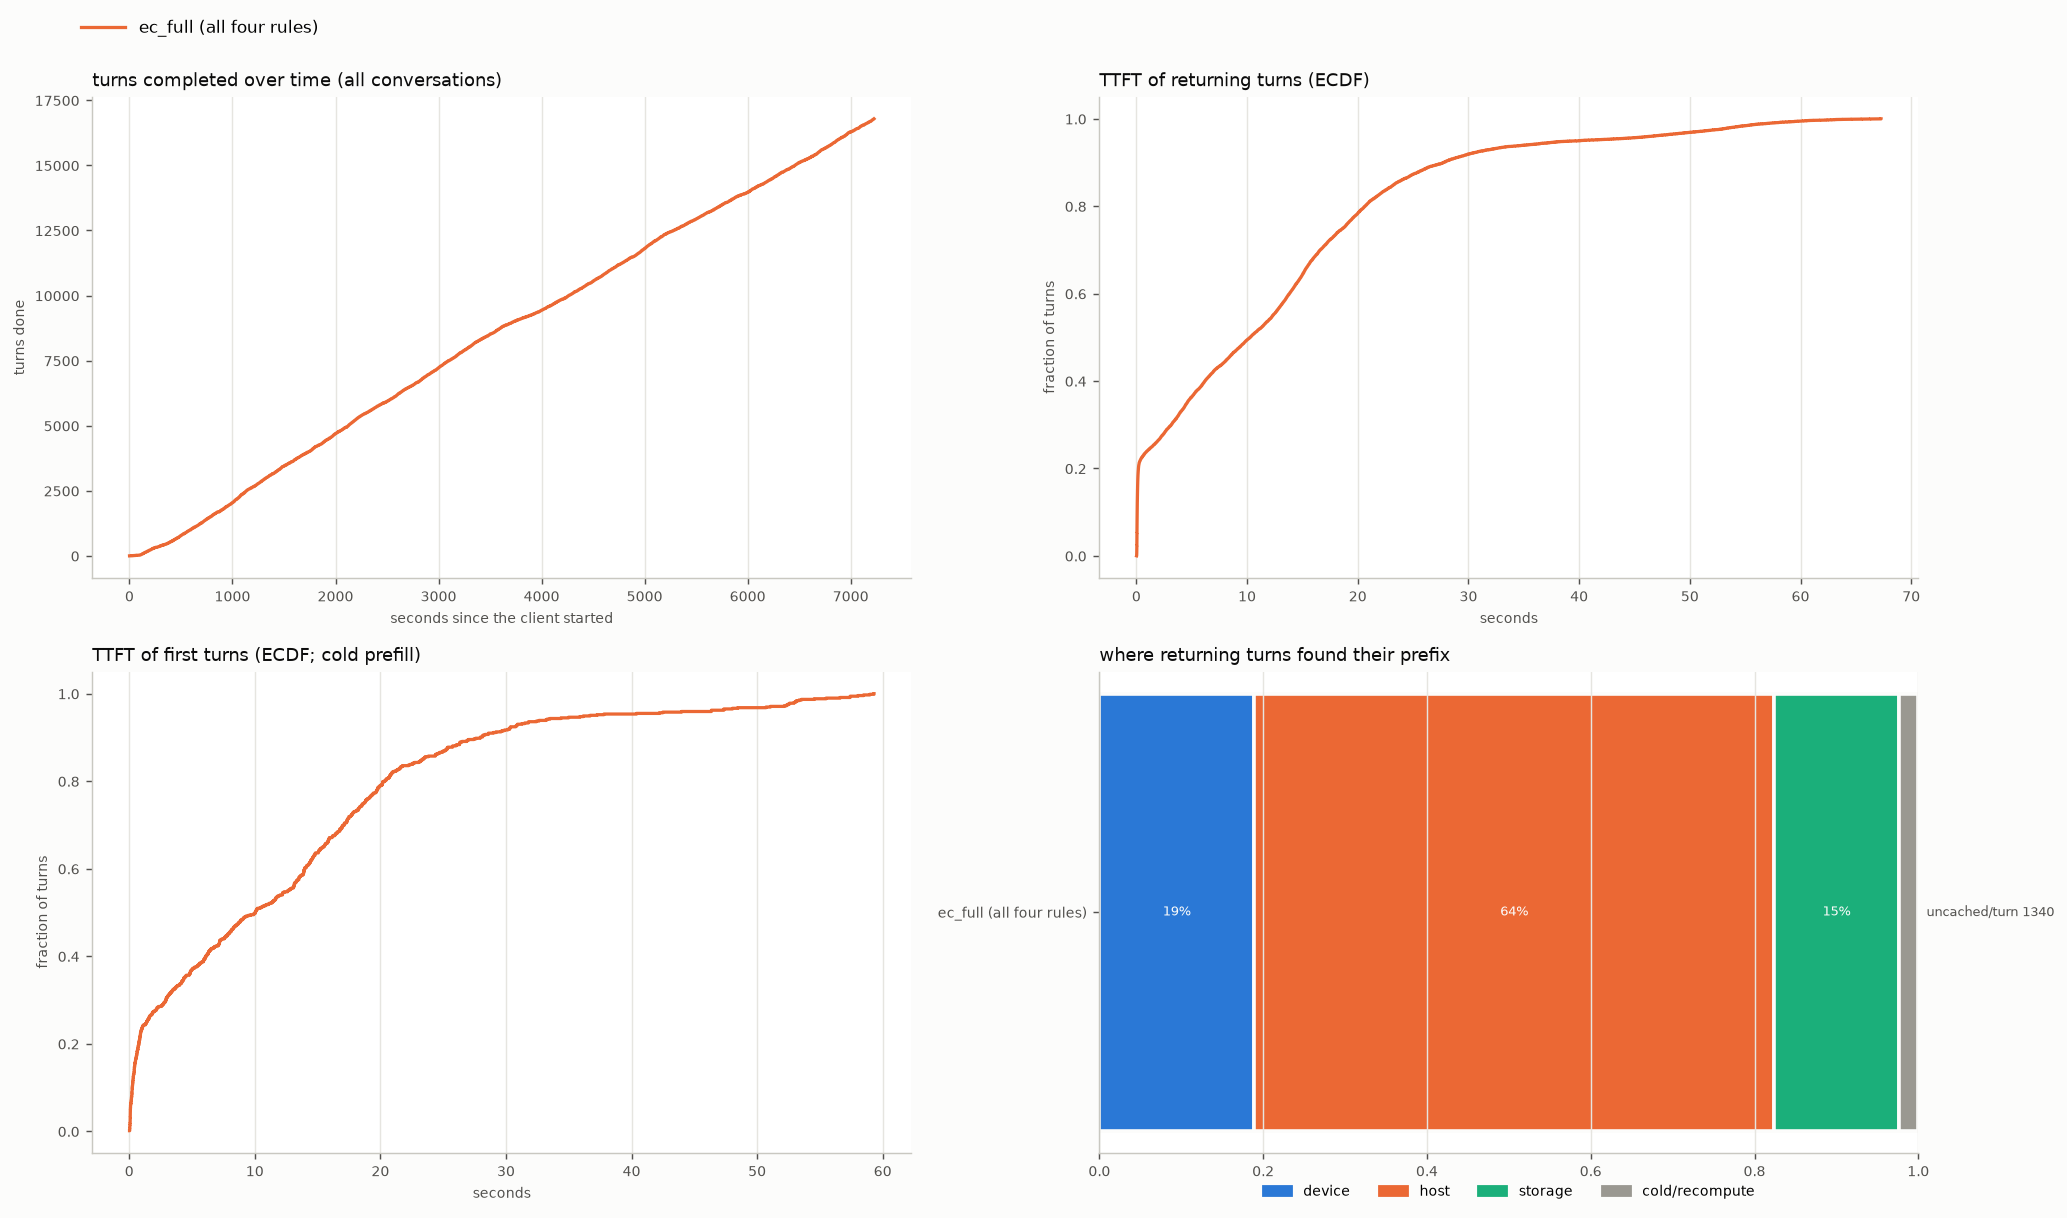 ec_full (all four rules)
turns completed over time (all conversations)
17500
15000
12500
10000
7500
5000
2500
0
turns done
0 1000 2000 3000 4000 5000 6000 7000
seconds since the client started
TTFT of returning turns (ECDF)
1.0
0.8
0.6
0.4
0.2
0.0
fraction of turns
0 10 20 30 40 50 60 70
seconds
TTFT of first turns (ECDF; cold prefill)
1.0
0.8
0.6
0.4
0.2
0.0
fraction of turns
0 10 20 30 40 50 60
seconds
where returning turns found their prefix
ec_full (all four rules)
19% 64% 15%
uncached/turn 1340
0.0 0.2 0.4 0.6 0.8 1.0
device host storage cold/recompute